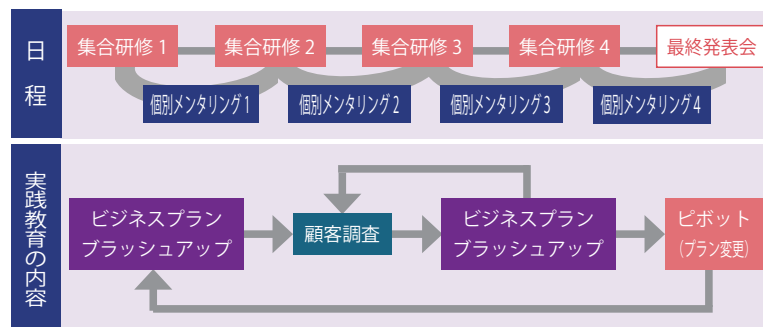 日程
集合研修 1
集合研修 2
集合研修 3
集合研修 4
最終発表会
個別メンタリング1
個別メンタリング2
個別メンタリング3
個別メンタリング4
実践教育の内容
ビジネスプラン
ブラッシュアップ
顧客調査
ビジネスプラン
ブラッシュアップ
ピボット
(プラン変更)